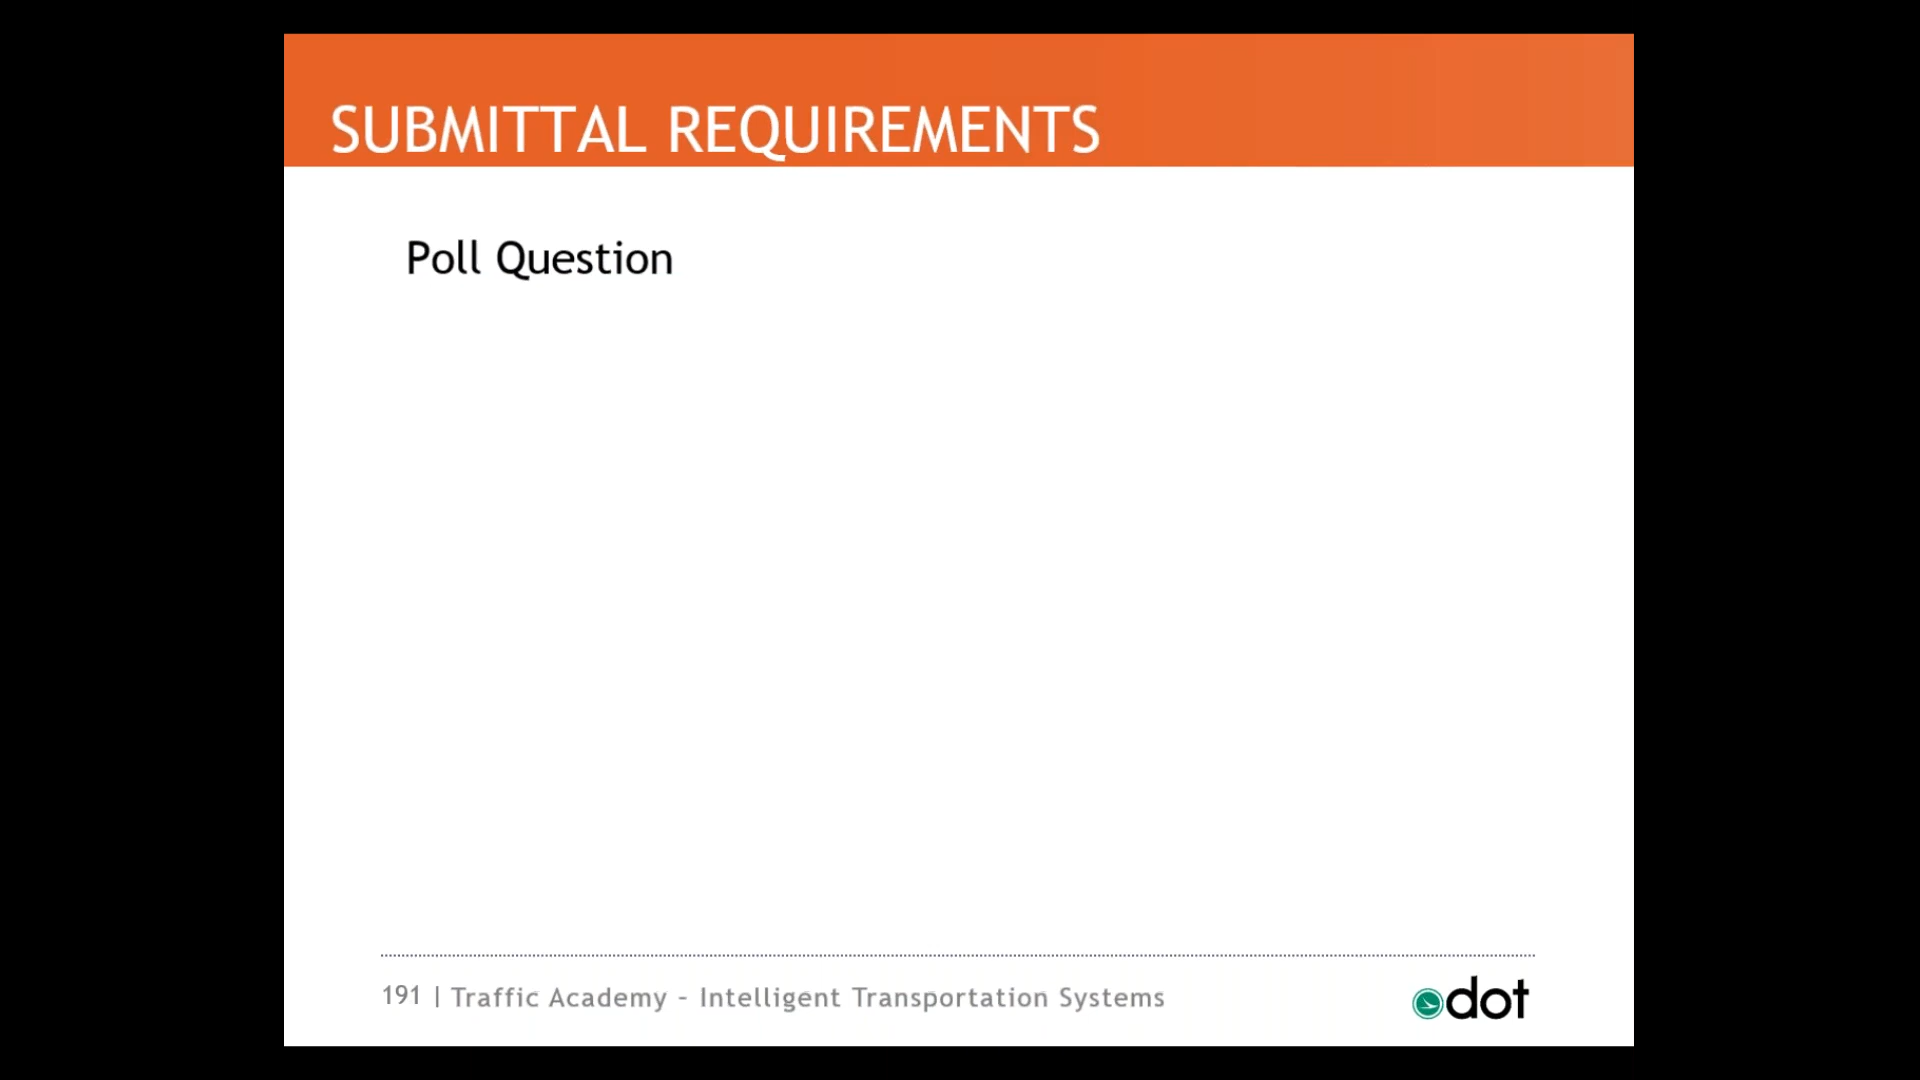 SUBMITTAL REQUIREMENTS
Poll Question
191 | Traffic Academy – Intelligent Transportation Systems
dot